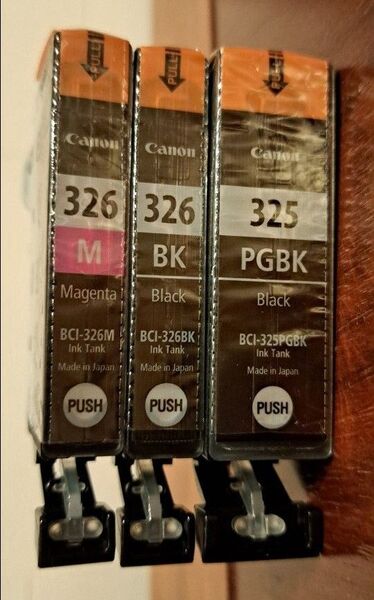 PULL
Canon
326
M
Magenta
BCI-326M
Ink Tank
Made in Japan
PUSH
PULL
Canon
326
BK
Black
BCI-326BK
Ink Tank
Made in Japan
PUSH
PULL
Canon
325
PGBK
Black
BCI-325PGBK
Ink Tank
Made in Japan
PUSH